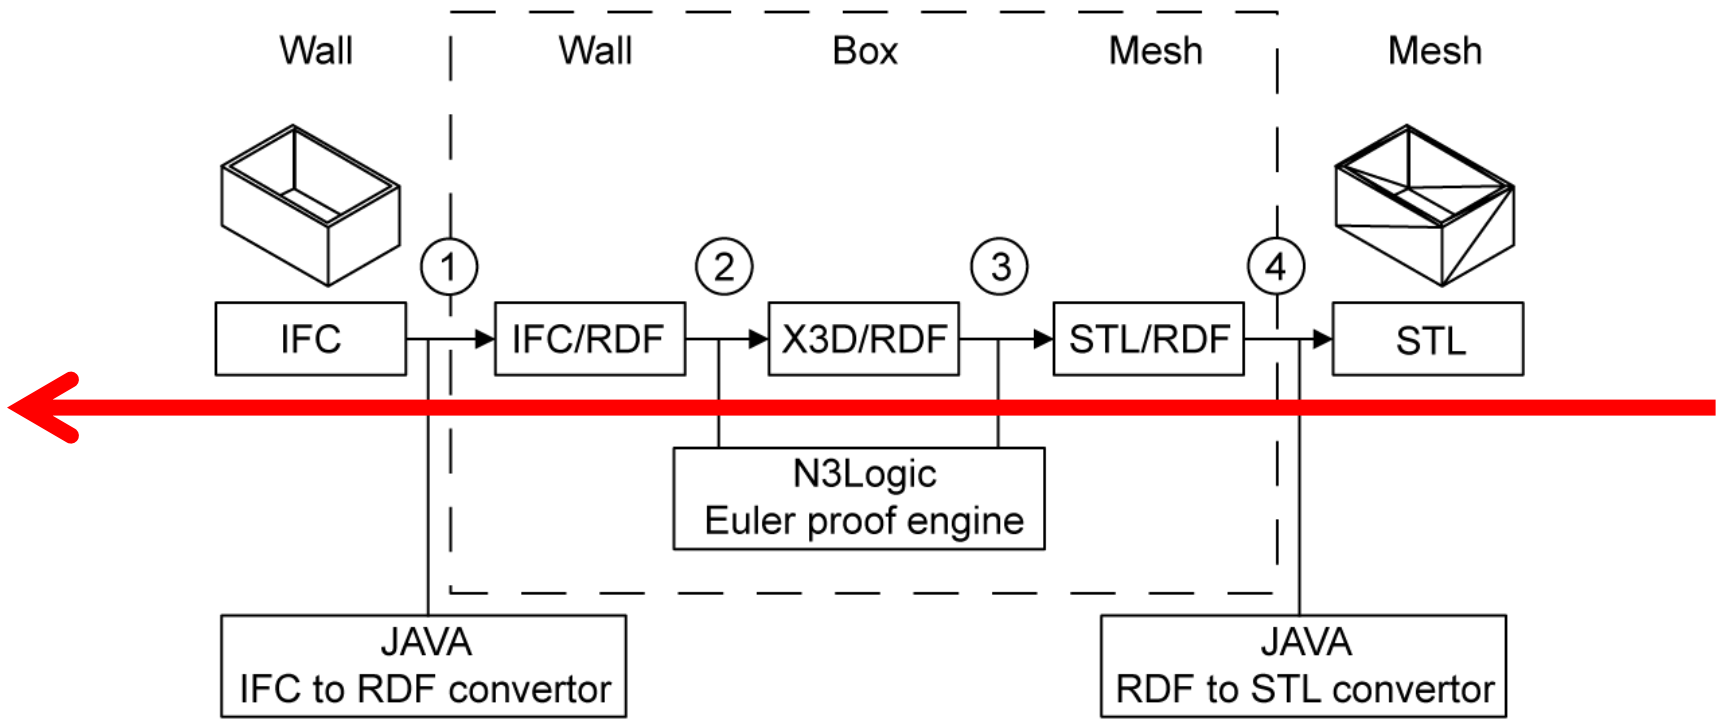 Wall
Wall
Box
Mesh
Mesh
1
2
3
4
IFC
IFC/RDF
X3D/RDF
STL/RDF
STL
N3Logic
Euler proof engine
JAVA
IFC to RDF convertor
JAVA
RDF to STL convertor